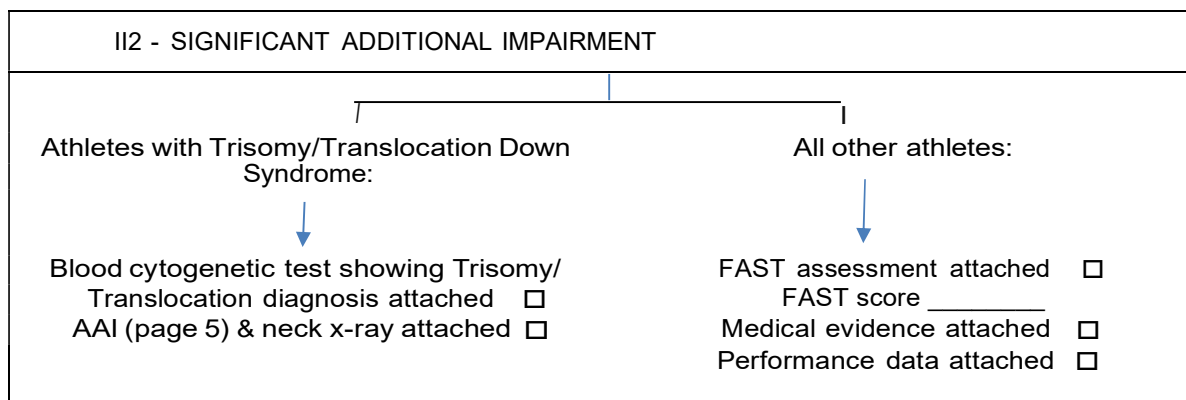 II2 - SIGNIFICANT ADDITIONAL IMPAIRMENT
Athletes with Trisomy/Translocation Down
Syndrome:
Blood cytogenetic test showing Trisomy/
Translocation diagnosis attached ☐
AAI (page 5) & neck x-ray attached ☐
All other athletes:
FAST assessment attached ☐
FAST score ________
Medical evidence attached ☐
Performance data attached ☐